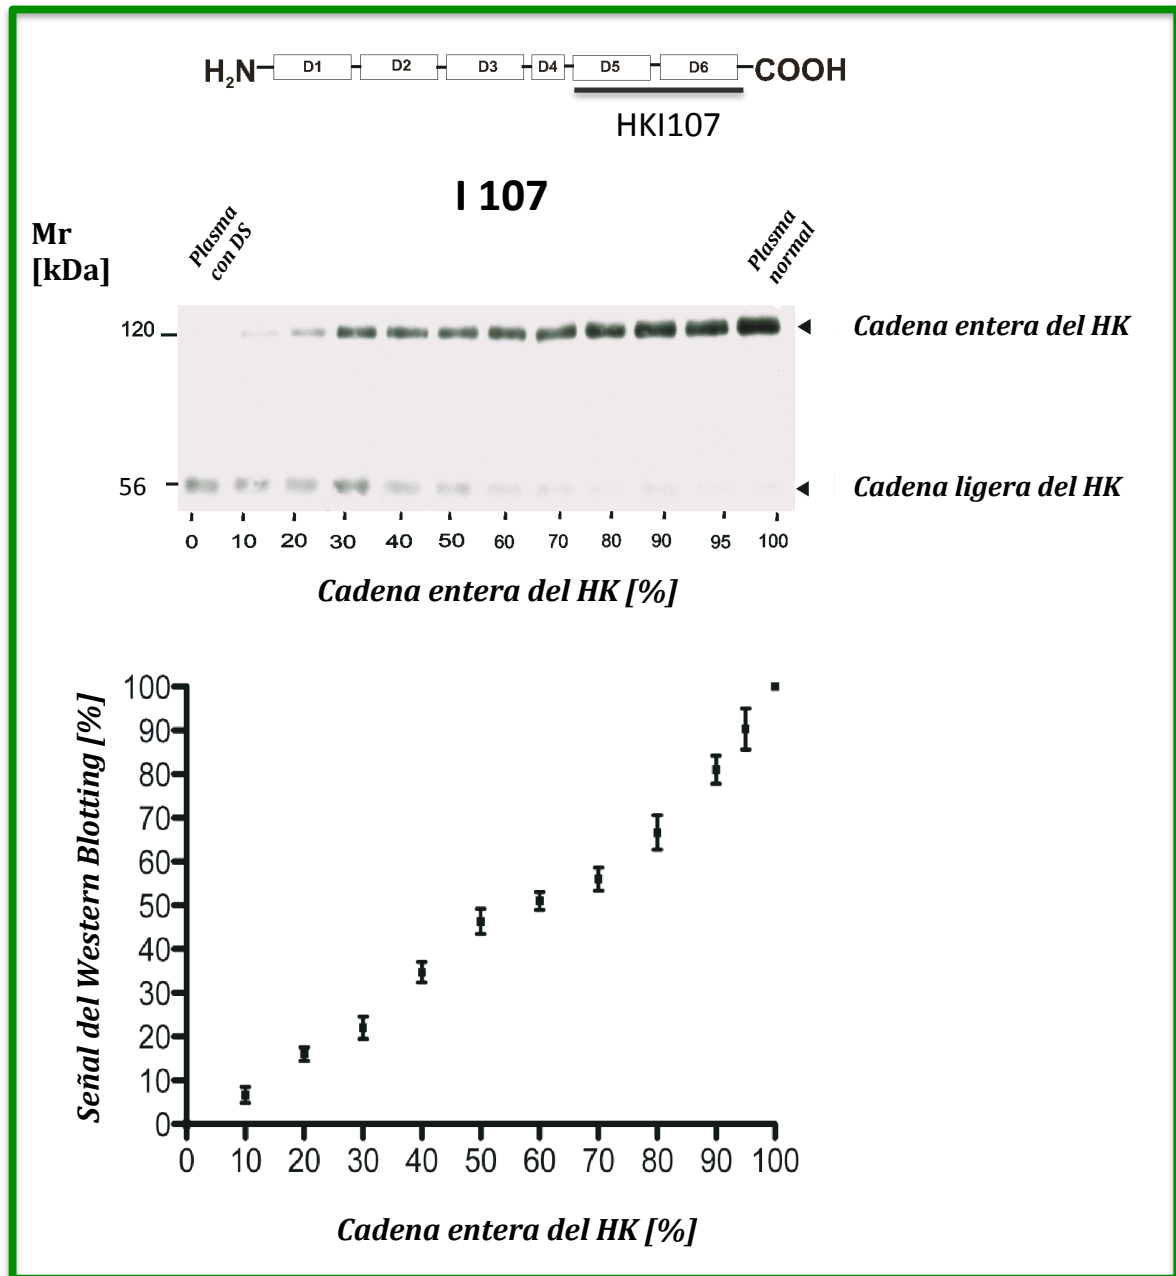 H₂N D1 D2 D3 D4 D5 D6 COOH
HKI107
I 107
Mr
[kDa]
Plasma
con DS
Plasma
normal
120
Cadena entera del HK
56
Cadena ligera del HK
0 10 20 30 40 50 60 70 80 90 95 100
Cadena entera del HK [%]
Señal del Western Blotting [%]
100
90
80
70
60
50
40
30
20
10
0
0 10 20 30 40 50 60 70 80 90 100
Cadena entera del HK [%]